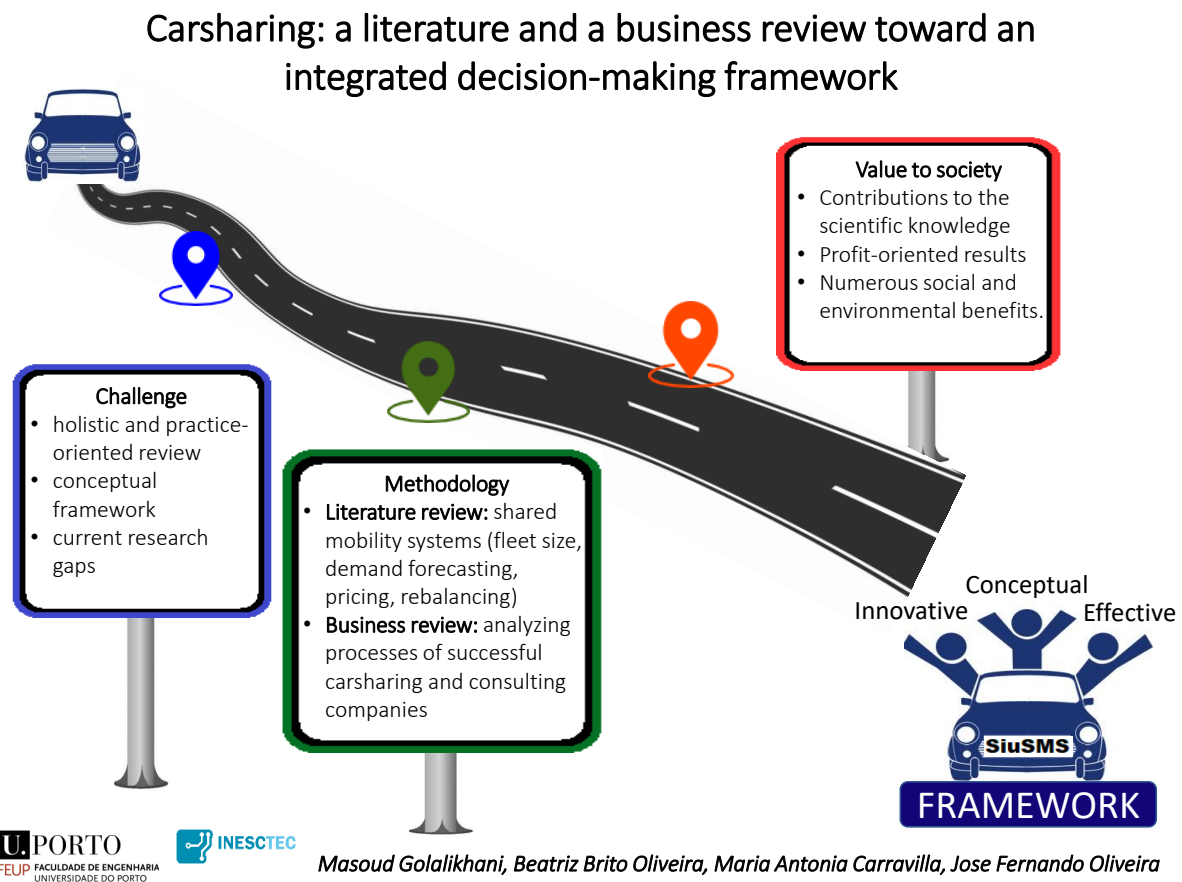 Carsharing: a literature and a business review toward an
integrated decision-making framework
Value to society
• Contributions to the
scientific knowledge
• Profit-oriented results
• Numerous social and
environmental benefits.
Challenge
• holistic and practice-
oriented review
• conceptual
framework
• current research
gaps
Methodology
• Literature review: shared
mobility systems (fleet size,
demand forecasting,
pricing, rebalancing)
• Business review: analyzing
processes of successful
carsharing and consulting
companies
Conceptual
Innovative
Effective
SiuSMS
FRAMEWORK
U.PORTO
FEUP FACULDADE DE ENGENHARIA
UNIVERSIDADE DO PORTO
INESCTEC
Masoud Golalikhani, Beatriz Brito Oliveira, Maria Antonia Carravilla, Jose Fernando Oliveira